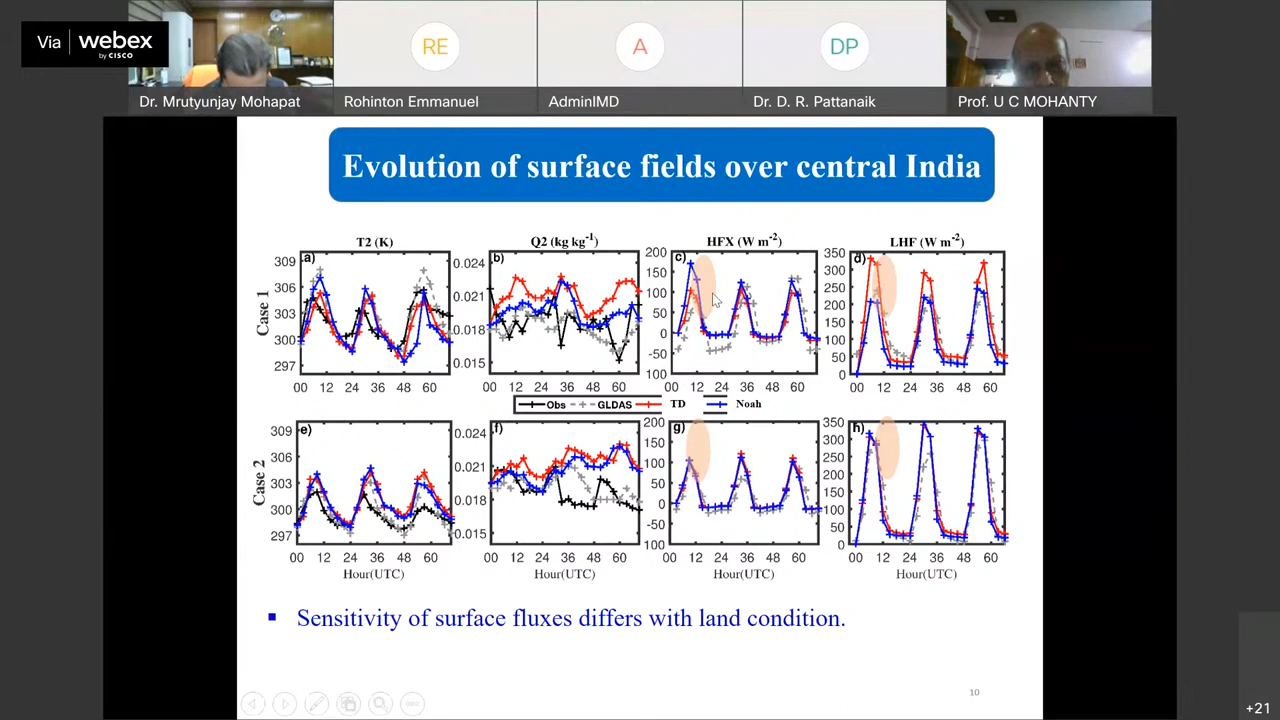 Via webex
by CISCO
RE
A
DP
Dr. Mrutyunjay Mohapat
Rohinton Emmanuel
AdminIMD
Dr. D. R. Pattanaik
Prof. U C MOHANTY
Evolution of surface fields over central India
T2 (K)
Q2 (kg kg⁻¹)
HFX (W m⁻²)
LHF (W m⁻²)
Case 1
a)
309
306
303
300
297
00 12 24 36 48 60
b)
0.024
0.021
0.018
0.015
00 12 24 36 48 60
c)
200
150
100
50
0
-50
100
00 12 24 36 48 60
d)
350
300
250
200
150
100
50
0
00 12 24 36 48 60
Obs GLDAS TD Noah
Case 2
e)
309
306
303
300
297
00 12 24 36 48 60
Hour(UTC)
f)
0.024
0.021
0.018
0.015
00 12 24 36 48 60
Hour(UTC)
g)
200
150
100
50
0
-50
100
00 12 24 36 48 60
Hour(UTC)
h)
350
300
250
200
150
100
50
0
00 12 24 36 48 60
Hour(UTC)
▪ Sensitivity of surface fluxes differs with land condition.
10
+21